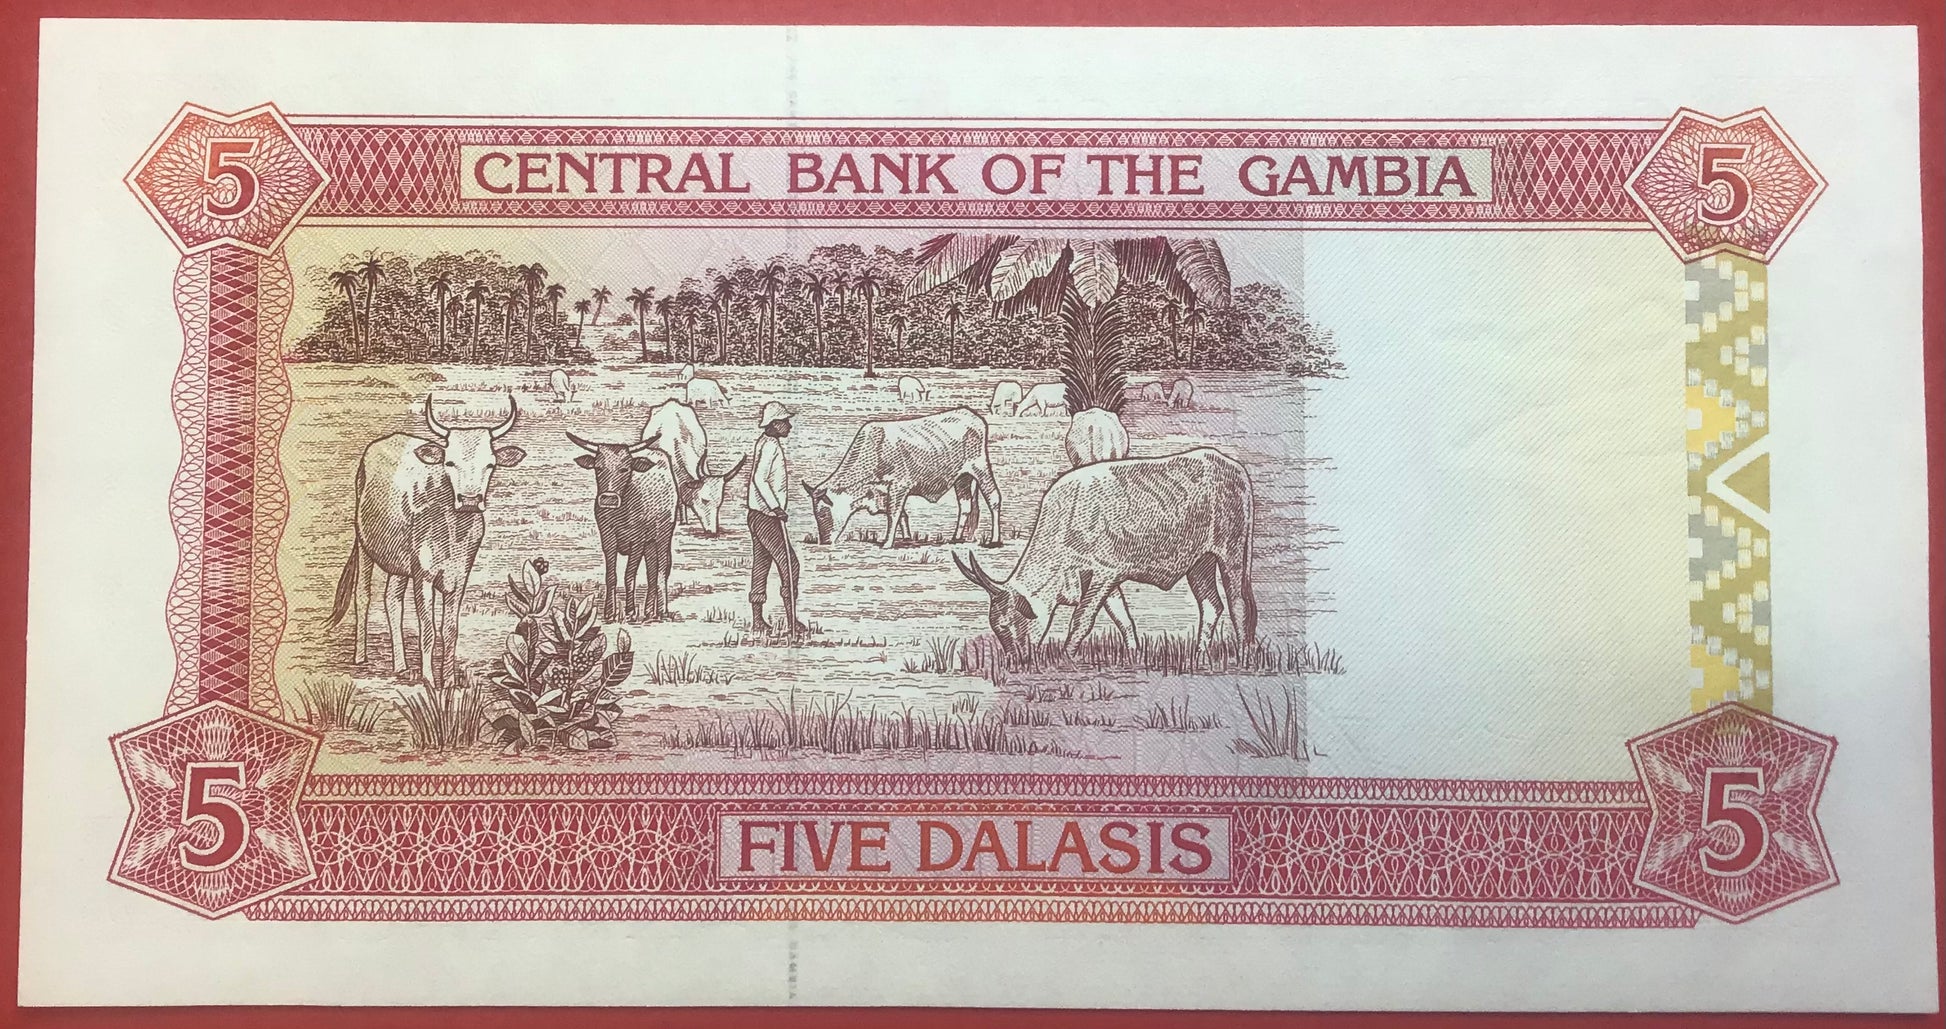 5 CENTRAL BANK OF THE GAMBIA 5
5 FIVE DALASIS 5